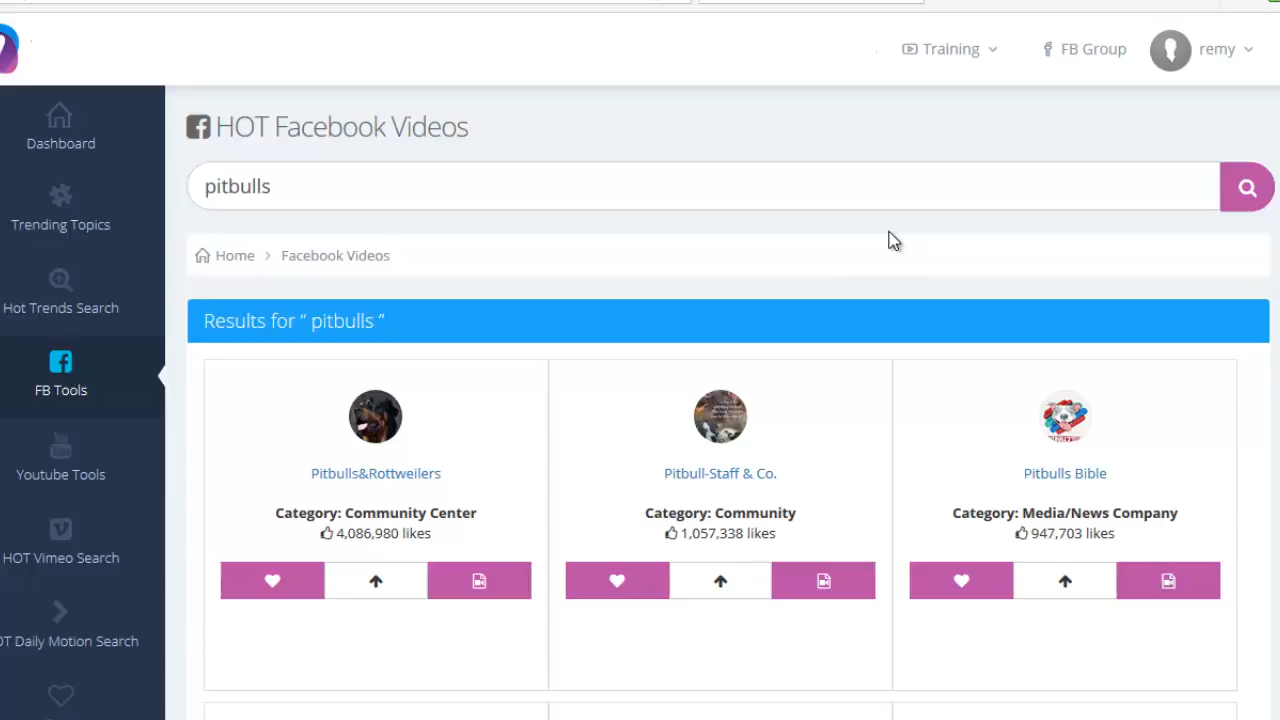 Training
FB Group
remy
Dashboard
Trending Topics
Hot Trends Search
FB Tools
Youtube Tools
HOT Vimeo Search
OT Daily Motion Search
HOT Facebook Videos
pitbulls
Home > Facebook Videos
Results for “ pitbulls ”
Pitbulls&Rottweilers
Category: Community Center
4,086,980 likes
Pitbull-Staff & Co.
Category: Community
1,057,338 likes
Pitbulls Bible
Category: Media/News Company
947,703 likes